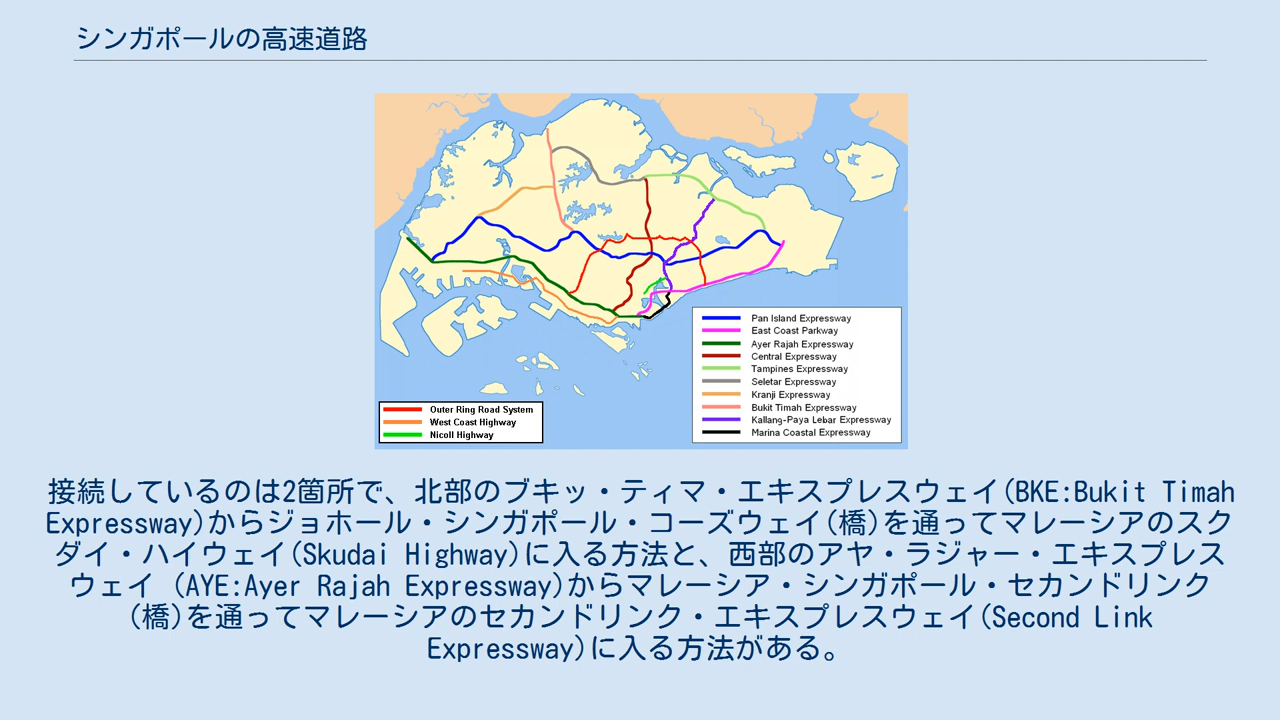 シンガポールの高速道路
Pan Island Expressway
East Coast Parkway
Ayer Rajah Expressway
Central Expressway
Tampines Expressway
Seletar Expressway
Kranji Expressway
Bukit Timah Expressway
Kallang-Paya Lebar Expressway
Marina Coastal Expressway
Outer Ring Road System
West Coast Highway
Nicoll Highway
接続しているのは2箇所で、北部のブキッ・ティマ・エキスプレスウェイ(BKE:Bukit Timah
Expressway)からジョホール・シンガポール・コーズウェイ(橋)を通ってマレーシアのスク
ダイ・ハイウェイ(Skudai Highway)に入る方法と、西部のアヤ・ラジャー・エキスプレス
ウェイ (AYE:Ayer Rajah Expressway)からマレーシア・シンガポール・セカンドリンク
(橋)を通ってマレーシアのセカンドリンク・エキスプレスウェイ(Second Link
Expressway)に入る方法がある。